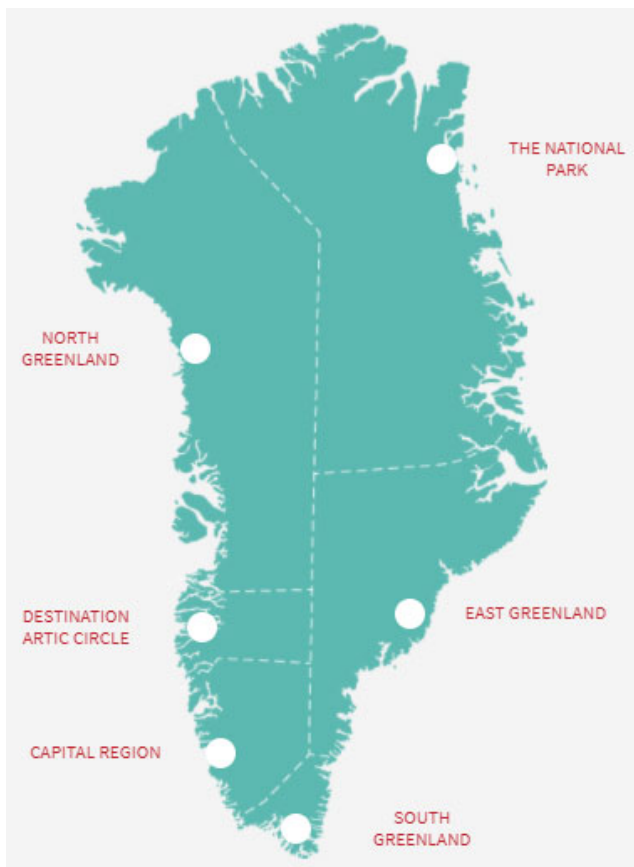 THE NATIONAL
PARK
NORTH
GREENLAND
DESTINATION
ARTIC CIRCLE
EAST GREENLAND
CAPITAL REGION
SOUTH
GREENLAND